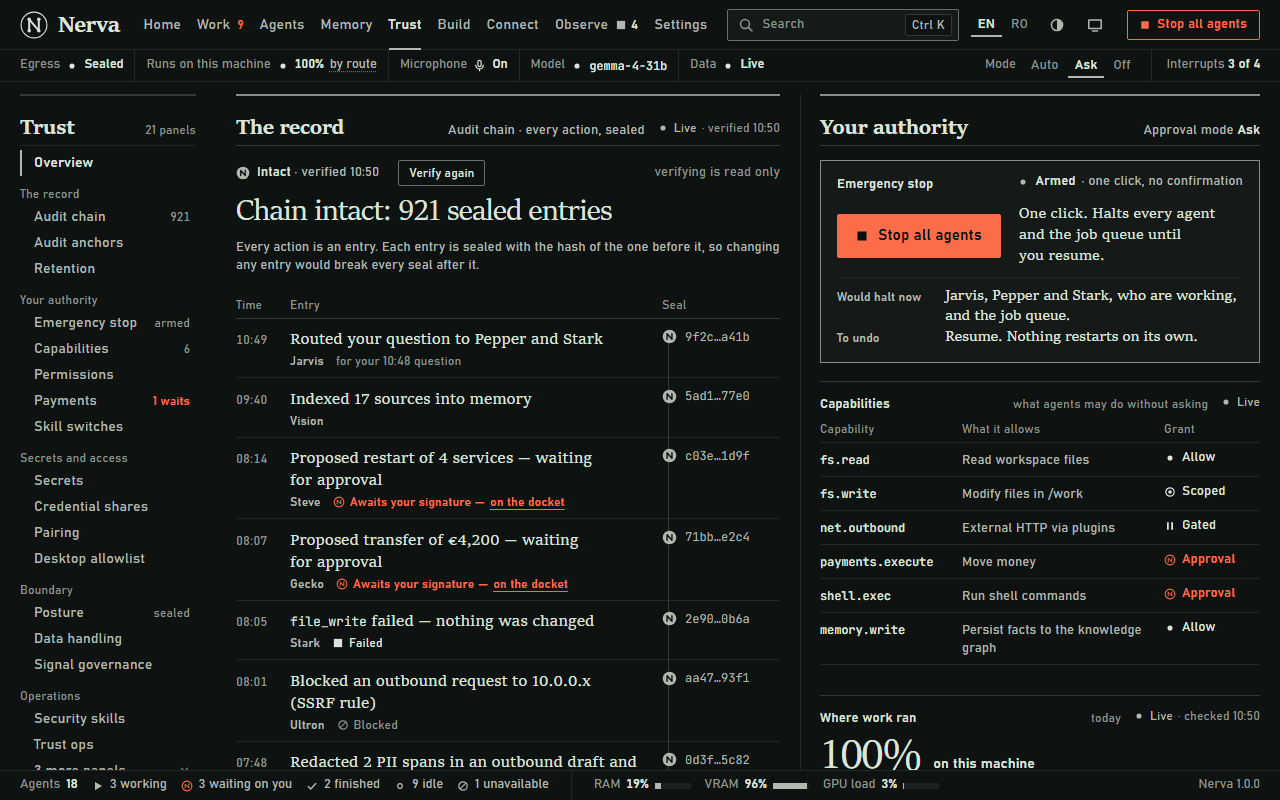 Nerva Home Work 9 Agents Memory Trust Build Connect Observe 4 Settings Search Ctrl K EN RO Stop all agents
Egress Sealed Runs on this machine 100% by route Microphone On Model gemma-4-31b Data Live Mode Auto Ask Off Interrupts 3 of 4
Trust 21 panels
Overview
The record
Audit chain 921
Audit anchors
Retention
Your authority
Emergency stop armed
Capabilities 6
Permissions
Payments 1 waits
Skill switches
Secrets and access
Secrets
Credential shares
Pairing
Desktop allowlist
Boundary
Posture sealed
Data handling
Signal governance
Operations
Security skills
Trust ops
3 more panels
The record Audit chain · every action, sealed Live · verified 10:50
Intact · verified 10:50 Verify again verifying is read only
Chain intact: 921 sealed entries
Every action is an entry. Each entry is sealed with the hash of the one before it, so changing
any entry would break every seal after it.
Time Entry Seal
10:49 Routed your question to Pepper and Stark 9f2c…a41b
Jarvis for your 10:48 question
09:40 Indexed 17 sources into memory 5ad1…77e0
Vision
08:14 Proposed restart of 4 services — waiting c03e…1d9f
for approval
Steve Awaits your signature — on the docket
08:07 Proposed transfer of €4,200 — waiting 71bb…e2c4
for approval
Gecko Awaits your signature — on the docket
08:05 file_write failed — nothing was changed 2e90…0b6a
Stark Failed
08:01 Blocked an outbound request to 10.0.0.x aa47…93f1
(SSRF rule)
Ultron Blocked
07:48 Redacted 2 PII spans in an outbound draft and 0d3f…5c82
Your authority Approval mode Ask
Emergency stop Armed · one click, no confirmation
Stop all agents
One click. Halts every agent
and the job queue until
you resume.
Would halt now Jarvis, Pepper and Stark, who are working,
and the job queue.
To undo Resume. Nothing restarts on its own.
Capabilities what agents may do without asking Live
Capability What it allows Grant
fs.read Read workspace files Allow
fs.write Modify files in /work Scoped
net.outbound External HTTP via plugins Gated
payments.execute Move money Approval
shell.exec Run shell commands Approval
memory.write Persist facts to the knowledge Allow
graph
Where work ran today Live · checked 10:50
100% on this machine
Agents 18 3 working 3 waiting on you 2 finished 9 idle 1 unavailable RAM 19% VRAM 96% GPU load 3% Nerva 1.0.0